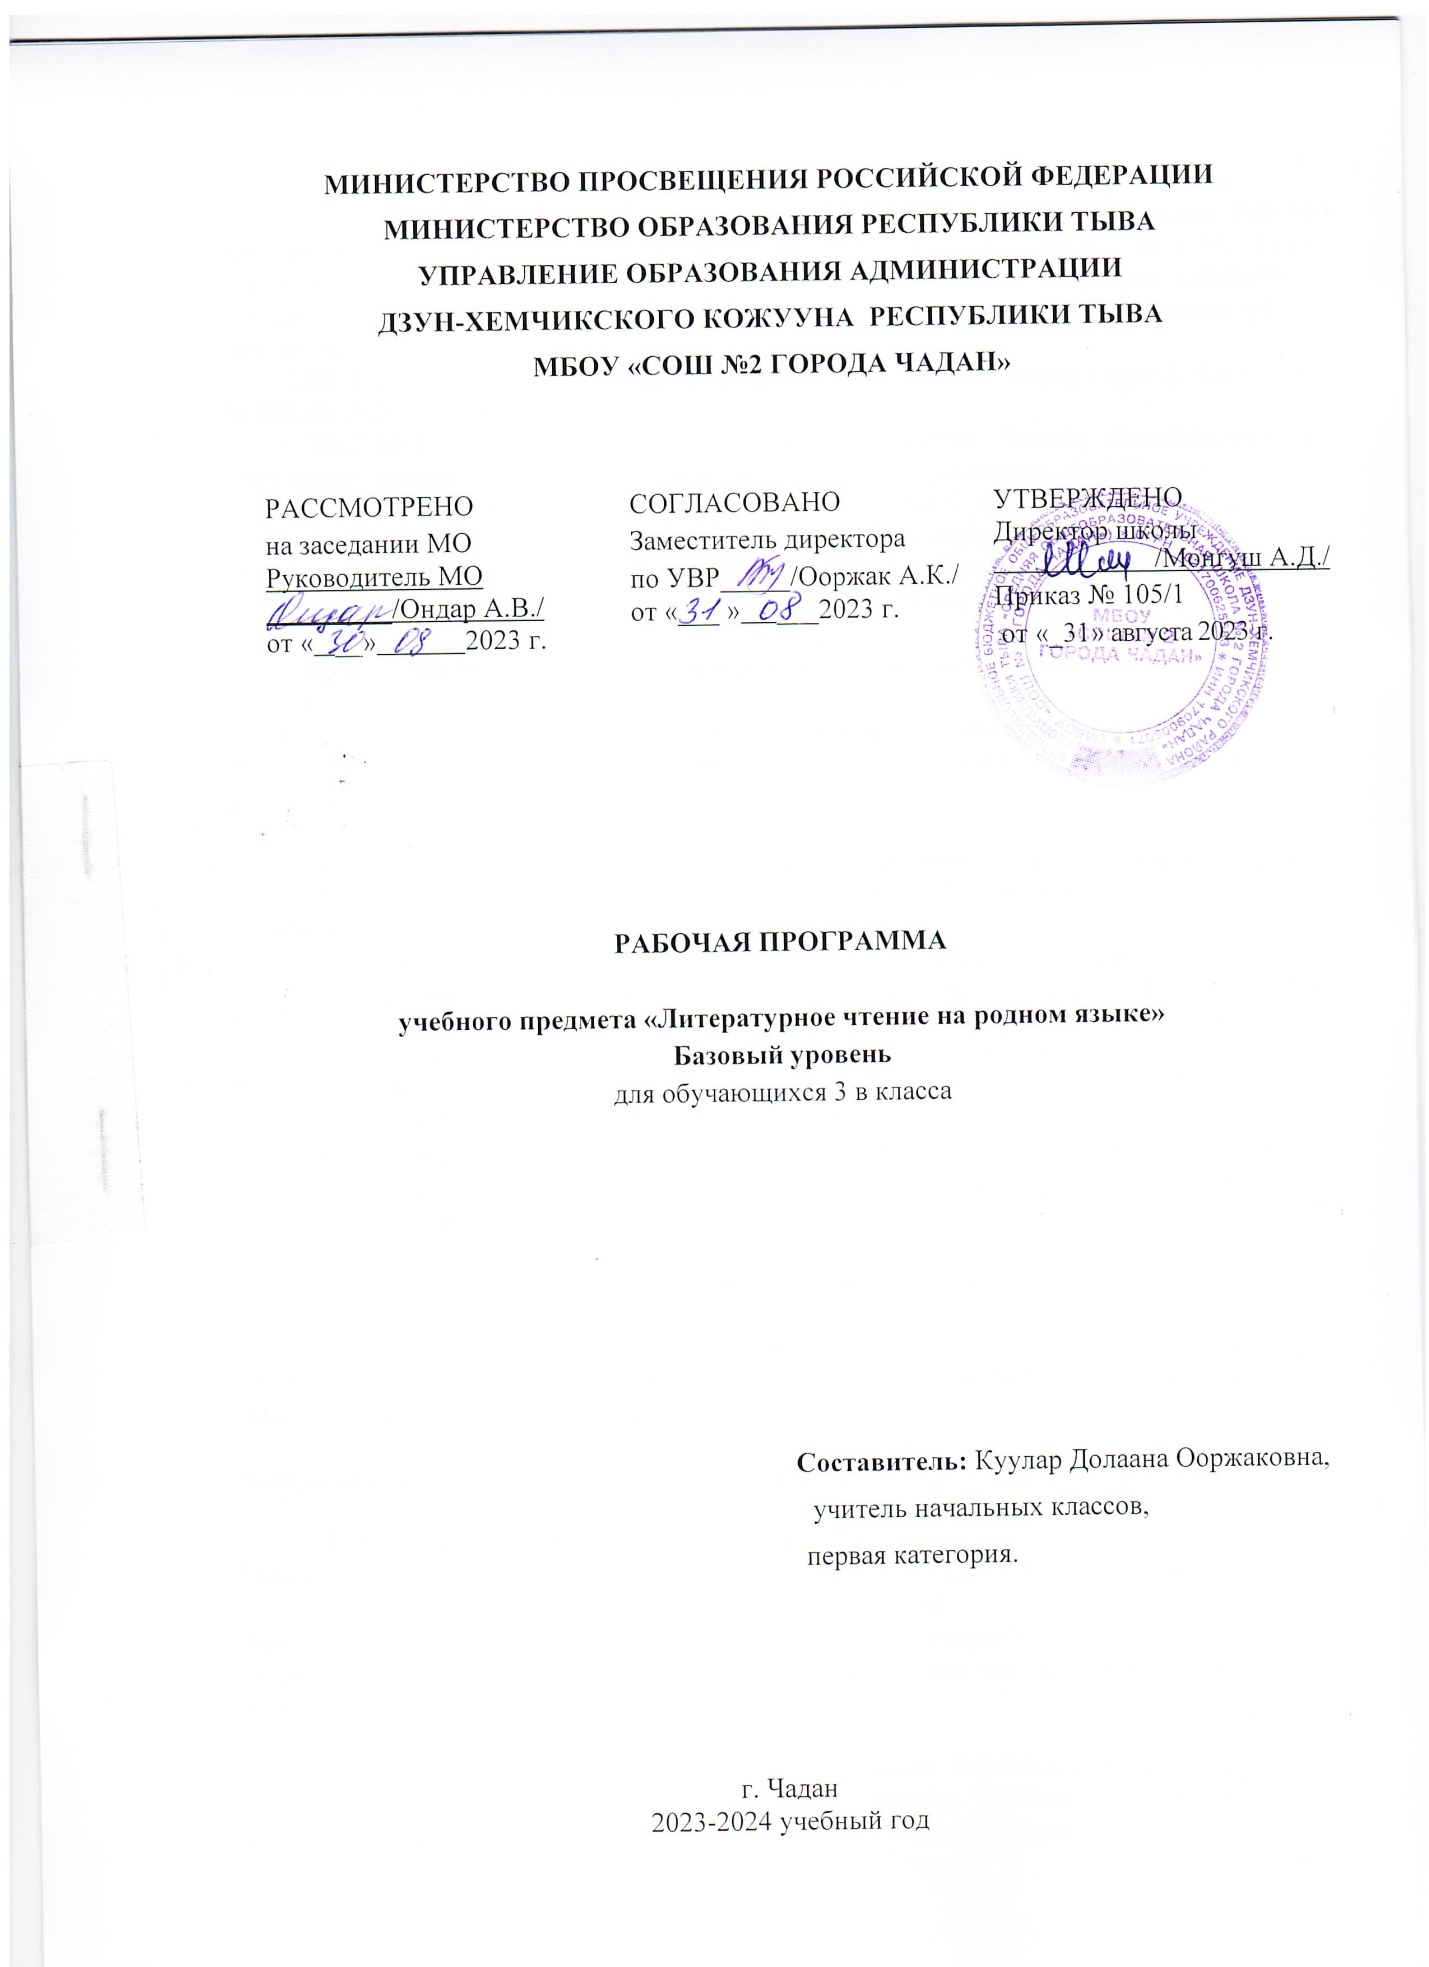 МИНИСТЕРСТВО ПРОСВЕЩЕНИЯ РОССИЙСКОЙ ФЕДЕРАЦИИ
МИНИСТЕРСТВО ОБРАЗОВАНИЯ РЕСПУБЛИКИ ТЫВА
УПРАВЛЕНИЕ ОБРАЗОВАНИЯ АДМИНИСТРАЦИИ
ДЗУН-ХЕМЧИКСКОГО КОЖУУНА РЕСПУБЛИКИ ТЫВА
МБОУ «СОШ №2 ГОРОДА ЧАДАН»
РАССМОТРЕНО
на заседании МО
Руководитель МО
Ондар/Ондар А.В./
от «30» 08 2023 г.
СОГЛАСОВАНО
Заместитель директора
по УВР /Ооржак А.К./
от «31 » 08 2023 г.
УТВЕРЖДЕНО
Директор школы
/Монгуш А.Д./
Приказ № 105/1
от «_31» августа 2023 г.
МБОУ
ГОРОДА ЧАДАН»
РАБОЧАЯ ПРОГРАММА
учебного предмета «Литературное чтение на родном языке»
Базовый уровень
для обучающихся 3 в класса
Составитель: Куулар Долаана Ооржаковна,
учитель начальных классов,
первая категория.
г. Чадан
2023-2024 учебный год